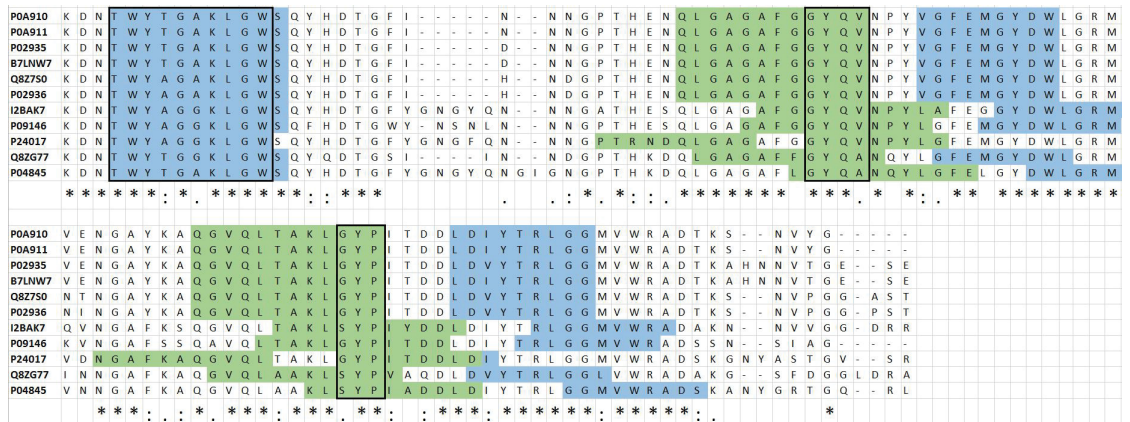 P0A910 K D N T W Y T G A K L G W S Q Y H D T G F I - - - - - N - - N N G P T H E N Q L G A G A F G G Y Q V N P Y V G F E M G Y D W L G R M
P0A911 K D N T W Y T G A K L G W S Q Y H D T G F I - - - - - N - - N N G P T H E N Q L G A G A F G G Y Q V N P Y V G F E M G Y D W L G R M
P02935 K D N T W Y T G A K L G W S Q Y H D T G F I - - - - - D - - N N G P T H E N Q L G A G A F G G Y Q V N P Y V G F E M G Y D W L G R M
B7LNW7 K D N T W Y T G A K L G W S Q Y H D T G F I - - - - - D - - N N G P T H E N Q L G A G A F G G Y Q V N P Y V G F E M G Y D W L G R M
Q8Z7S0 K D N T W Y A G A K L G W S Q Y H D T G F I - - - - - H - - N D G P T H E N Q L G A G A F G G Y Q V N P Y V G F E M G Y D W L G R M
P02936 K D N T W Y A G A K L G W S Q Y H D T G F I - - - - - H - - N D G P T H E N Q L G A G A F G G Y Q V N P Y V G F E M G Y D W L G R M
I2BAK7 K D N T W Y A G G K L G W S Q Y H D T G F Y G N G Y Q N - - N N G A T H E S Q L G A G A F G G Y Q V N P Y L A F E G G Y D W L G R M
P09146 K D N T W Y A G G K L G W S Q F H D T G W Y - N S N L N - - N N G P T H E S Q L G A G A F G G Y Q V N P Y L G F E M G Y D W L G R M
P24017 K D N T W Y A G G K L G W S Q Y H D T G F Y G N G F Q N - - N N G P T R N D Q L G A G A F G G Y Q V N P Y L G F E M G Y D W L G R M
Q8ZG77 K D N T W Y T G G K L G W S Q Y Q D T G S I - - - - I N - - N D G P T H K D Q L G A G A F F G Y Q A N Q Y L G F E M G Y D W L G R M
P04845 K D N T W Y T G A K L G W S Q Y H D T G F Y G N G Y Q N G I G N G P T H K D Q L G A G A F L G Y Q A N Q Y L G F E L G Y D W L G R M
* * * * * * : . * * * * * : : * * * . . : * . * : . : . * * * * * * * * * * . * * : . * * * * * * * * * *
P0A910 V E N G A Y K A Q G V Q L T A K L G Y P I T D D L D I Y T R L G G M V W R A D T K S - - N V Y G - - - - -
P0A911 V E N G A Y K A Q G V Q L T A K L G Y P I T D D L D I Y T R L G G M V W R A D T K S - - N V Y G - - - - -
P02935 V E N G A Y K A Q G V Q L T A K L G Y P I T D D L D V Y T R L G G M V W R A D T K A H N N V T G E - - S E
B7LNW7 V E N G A Y K A Q G V Q L T A K L G Y P I T D D L D I Y T R L G G M V W R A D T K A H N N V T G E - - S E
Q8Z7S0 N T N G A Y K A Q G V Q L T A K L G Y P I T D D L D V Y T R L G G M V W R A D T K S - - N V P G G - A S T
P02936 N I N G A Y K A Q G V Q L T A K L G Y P I T D D L D V Y T R L G G M V W R A D T K S - - N V P G G - P S T
I2BAK7 Q V N G A F K S Q G V Q L T A K L S Y P I Y D D L D I Y T R L G G M V W R A D A K N - - N V V G G - D R R
P09146 K V N G A F S S Q A V Q L T A K L G Y P I T D D L D I Y T R L G G M V W R A D S S N - - S I A G - - - - -
P24017 V D N G A F K A Q G V Q L T A K L G Y P I T D D L D I Y T R L G G M V W R A D S K G N Y A S T G V - - S R
Q8ZG77 I N N G A F K A Q G V Q L A A K L S Y P V A Q D L D V Y T R L G G L V W R A D A K G - - S F D G G L D R A
P04845 V N N G A F K A Q G V Q L A A K L S Y P I A D D L D I Y T R L G G M V W R A D S K A N Y G R T G Q - - R L
* * * : . : * . * * * : * * * . * * : : * * * : * * * * * * : * * * * * : . *